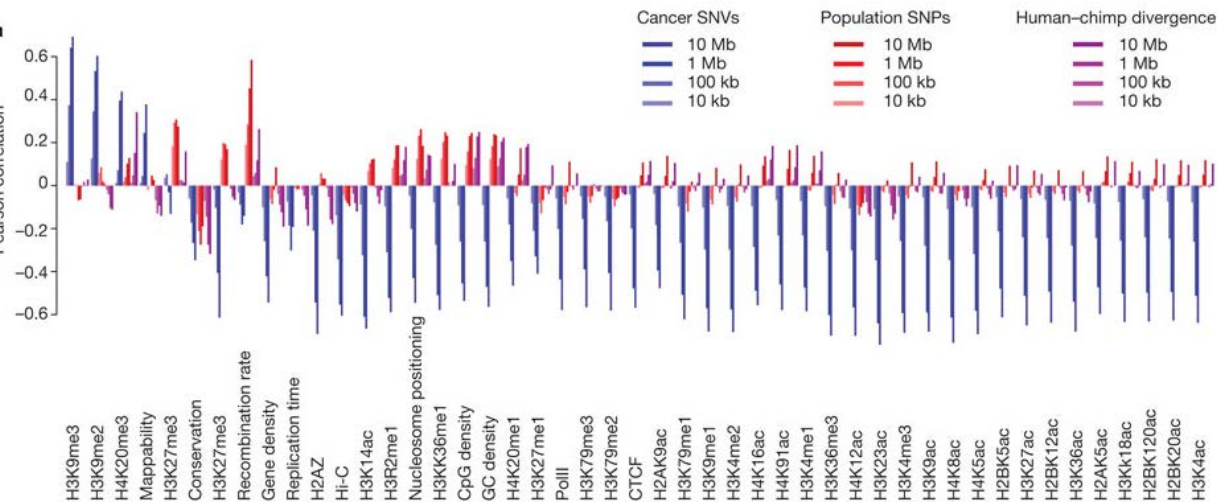 a
Cancer SNVs
10 Mb
1 Mb
100 kb
10 kb
Population SNPs
10 Mb
1 Mb
100 kb
10 kb
Human–chimp divergence
10 Mb
1 Mb
100 kb
10 kb
Pearson correlation
0.6
0.4
0.2
0
−0.2
−0.4
−0.6
H3K9me3
H3K9me2
H4K20me3
Mappability
H3K27me3
Conservation
H3K27me3
Recombination rate
Gene density
Replication time
H2AZ
Hi-C
H3K14ac
H3R2me1
Nucleosome positioning
H3KK36me1
CpG density
GC density
H4K20me1
H3K27me1
PolII
H3K79me3
H3K79me2
CTCF
H2AK9ac
H3K79me1
H3K9me1
H3K4me2
H4K16ac
H4K91ac
H3K4me1
H3K36me3
H4K12ac
H3K23ac
H3K4me3
H3K9ac
H4K8ac
H4K5ac
H2BK5ac
H3K27ac
H2BK12ac
H3K36ac
H2AK5ac
H3Kk18ac
H2BK120ac
H2BK20ac
H3K4ac